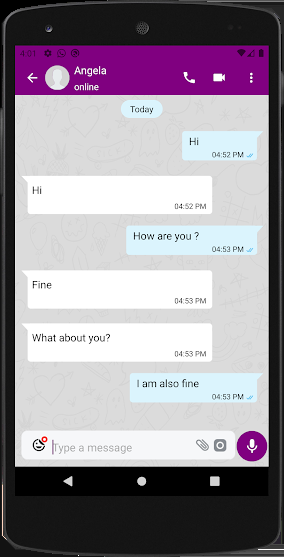 4:01
Angela
online
Today
Hi
04:52 PM
Hi
04:52 PM
How are you ?
04:53 PM
Fine
04:53 PM
What about you?
04:53 PM
I am also fine
04:53 PM
Type a message